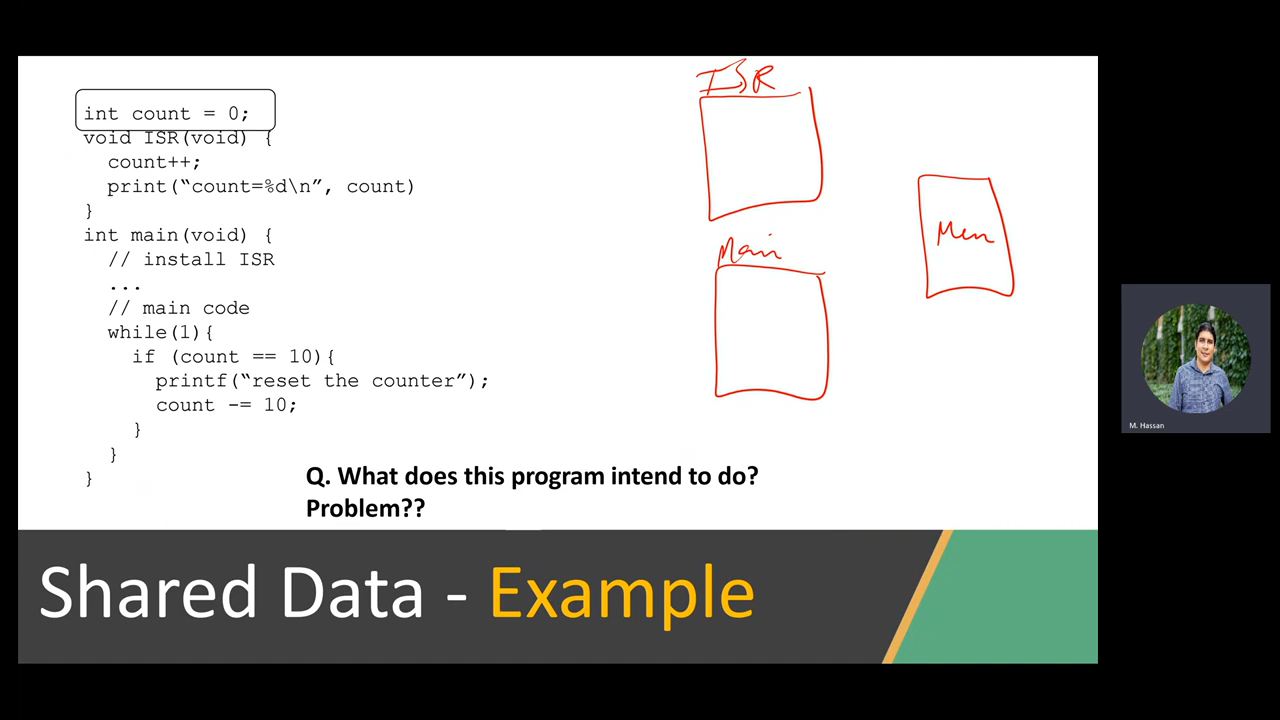 int count = 0;
void ISR(void) {
count++;
print(“count=%d\n”, count)
}
int main(void) {
// install ISR
...
// main code
while(1){
if (count == 10){
printf(“reset the counter”);
count -= 10;
}
}
}
Q. What does this program intend to do?
Problem??
Shared Data - Example
ISR
Main
Mem
M. Hassan